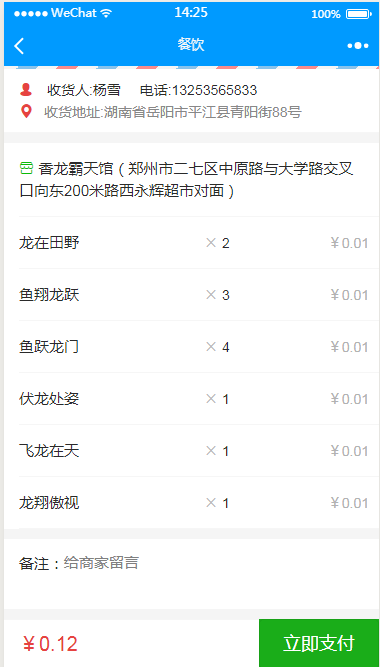 WeChat 14:25 100%
餐饮
收货人:杨雪 电话:13253565833
收货地址:湖南省岳阳市平江县青阳街88号
香龙霸天馆（郑州市二七区中原路与大学路交叉
口向东200米路西永辉超市对面）
龙在田野 × 2 ￥0.01
鱼翔龙跃 × 3 ￥0.01
鱼跃龙门 × 4 ￥0.01
伏龙处姿 × 1 ￥0.01
飞龙在天 × 1 ￥0.01
龙翔傲视 × 1 ￥0.01
备注：给商家留言
￥0.12 立即支付